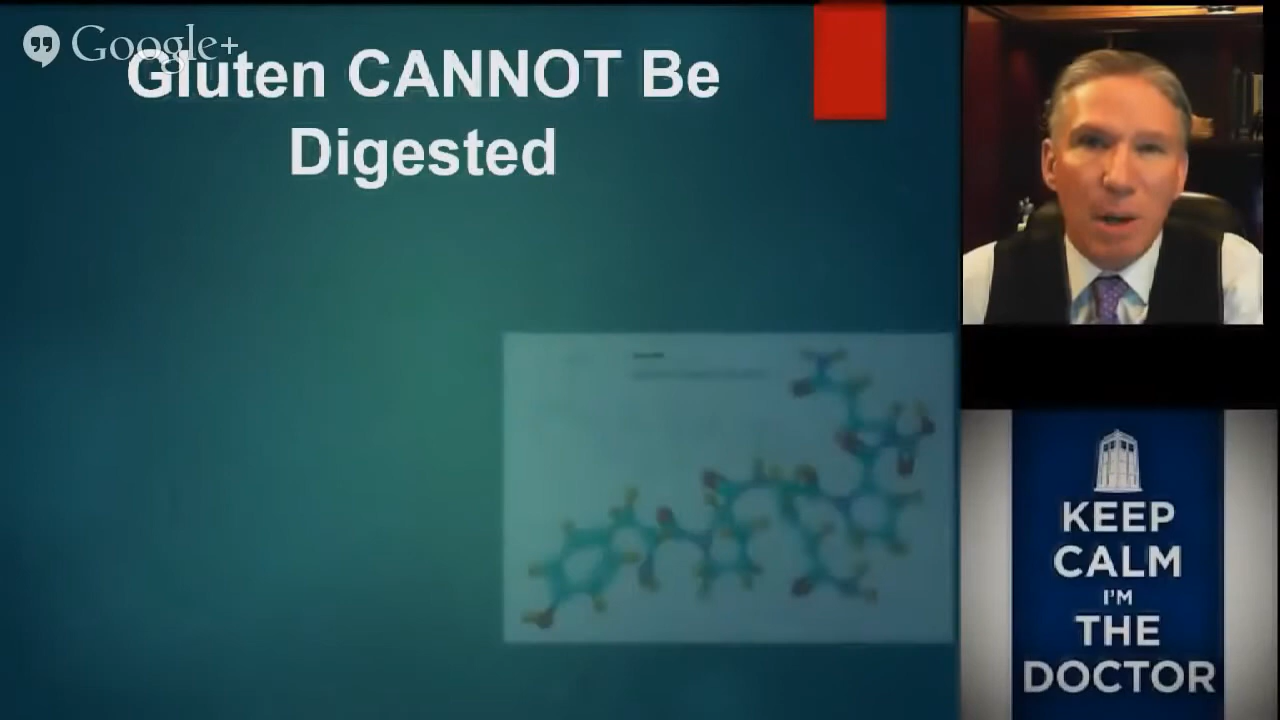 Google+
Gluten CANNOT Be
Digested
KEEP
CALM
I'M
THE
DOCTOR